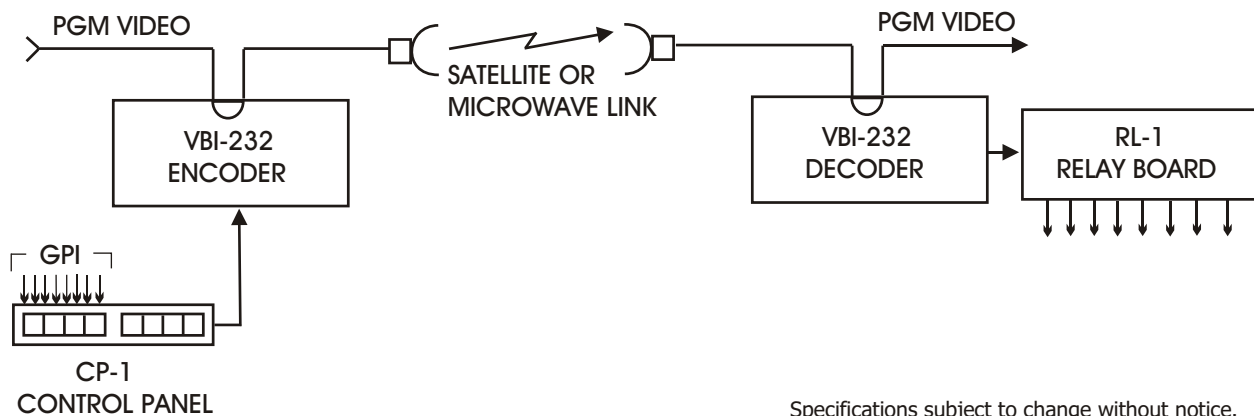 PGM VIDEO
PGM VIDEO
SATELLITE OR
MICROWAVE LINK
VBI-232
ENCODER
VBI-232
DECODER
RL-1
RELAY BOARD
GPI
CP-1
CONTROL PANEL
Specifications subject to change without notice.